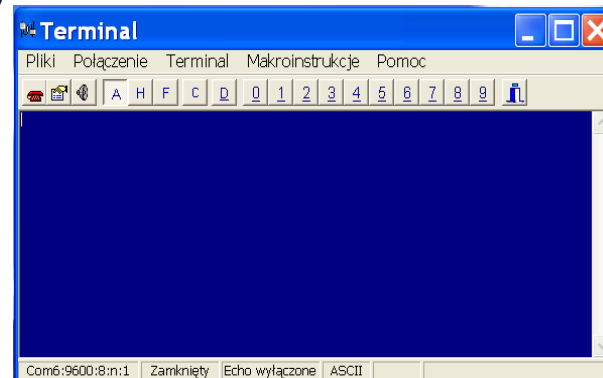 Terminal
Pliki Połączenie Terminal Makroinstrukcje Pomoc
A H F C D 0 1 2 3 4 5 6 7 8 9
Com6:9600:8:n:1 Zamknięty Echo wyłączone ASCII